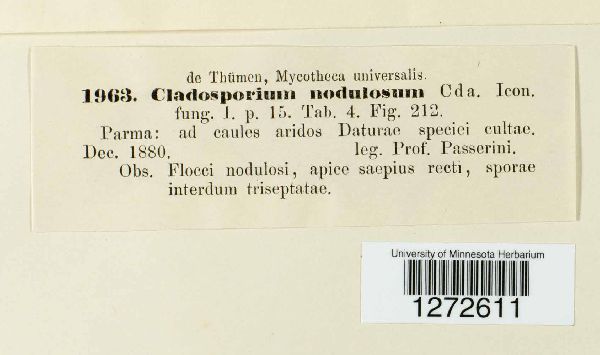 de Thümen, Mycotheca universalis.
1963. Cladosporium nodulosum Cda. Icon.
fung. I. p. 15. Tab. 4. Fig. 212.
Parma: ad caules aridos Daturae speciei cultae.
Dec. 1880. leg. Prof. Passerini.
Obs. Flocci nodulosi, apice saepius recti, sporae
interdum triseptatae.
University of Minnesota Herbarium
1272611